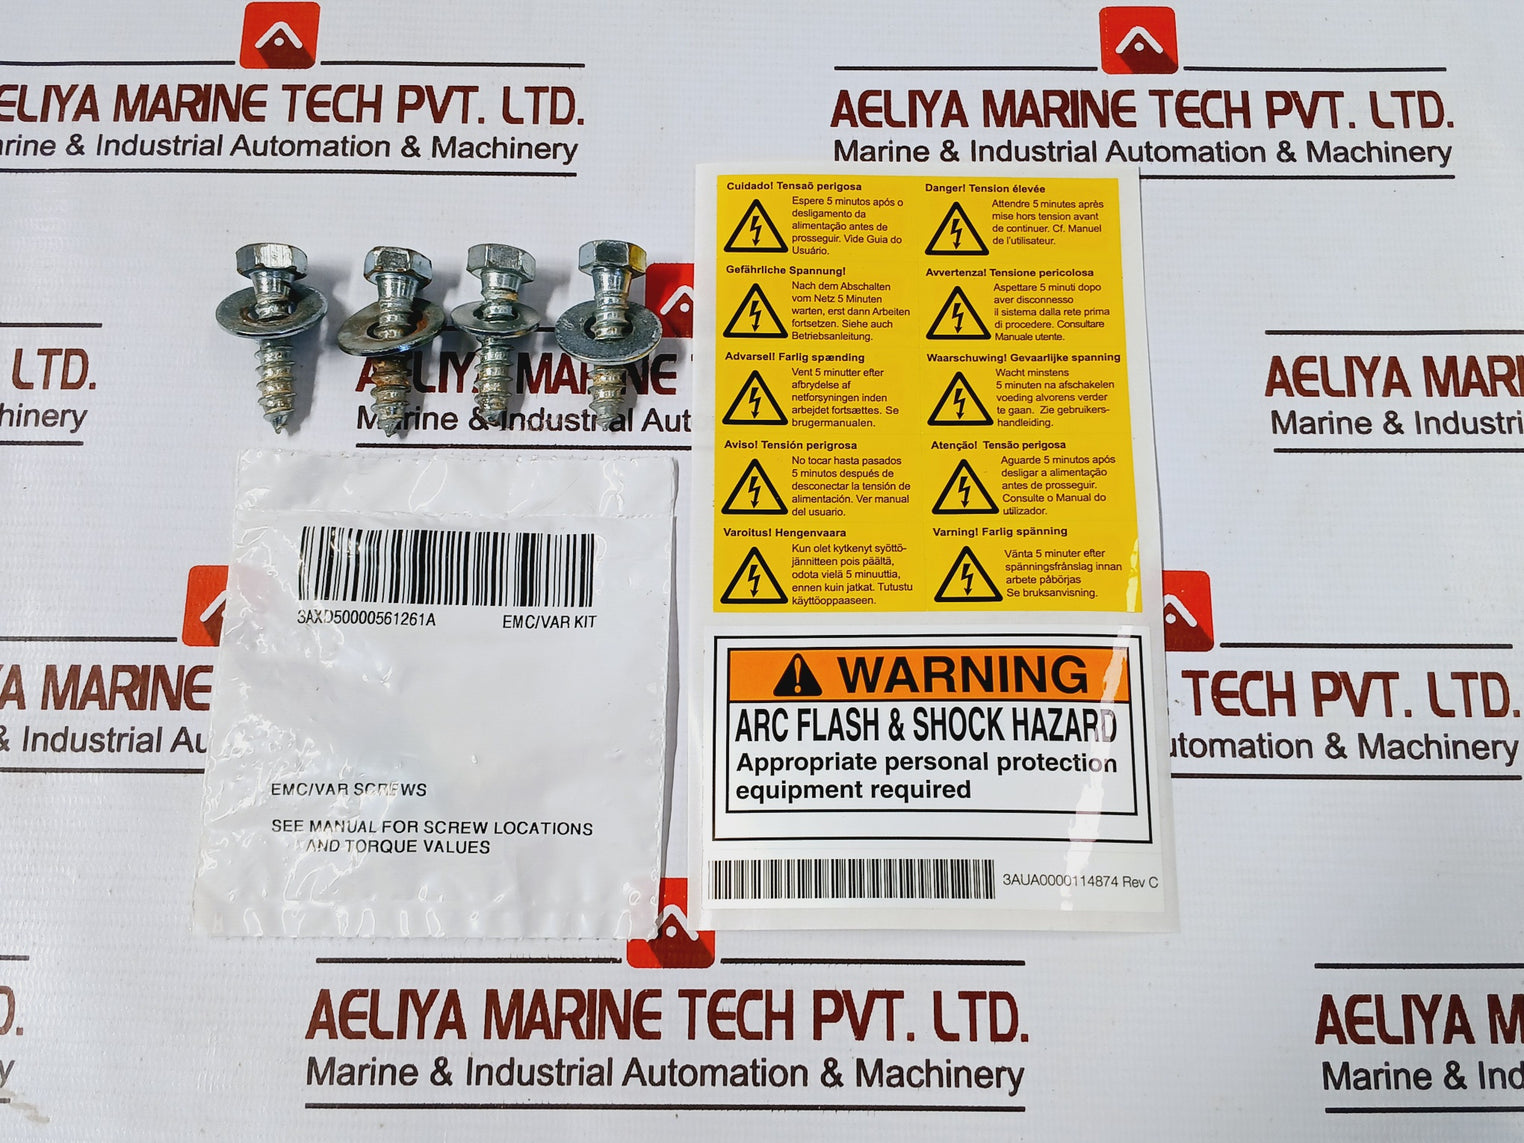 ELIYA MARINE TECH PVT. LTD.
arine & Industrial Automation & Machinery
AELIYA MARINE TECH PVT. LTD.
Marine & Industrial Automation & Machinery
LTD.
hinery
AELIYA MARINE
Marine & Industrial Aut
AELIYA MARI
Marine & Industri
Cuidado! Tensaõ perigosa
Espere 5 minutos após o
desligamento da
alimentação antes de
prosseguir. Vide Guia do
Usuário.
Danger! Tension élevée
Attendre 5 minutes après
mise hors tension avant
de continuer. Cf. Manuel
de l'utilisateur.
Gefährliche Spannung!
Nach dem Abschalten
vom Netz 5 Minuten
warten, erst dann Arbeiten
fortsetzen. Siehe auch
Betriebsanleitung.
Avvertenza! Tensione pericolosa
Aspettare 5 minuti dopo
aver disconnesso
il sistema dalla rete prima
di procedere. Consultare
Manuale utente.
Advarsel! Farlig spænding
Vent 5 minutter efter
afbrydelse af
netforsyningen inden
arbejdet fortsættes. Se
brugermanualen.
Waarschuwing! Gevaarlijke spanning
Wacht minstens
5 minuten na afschakelen
voeding alvorens verder
te gaan. Zie gebruikers-
handleiding.
Aviso! Tensión perigrosa
No tocar hasta pasados
5 minutos después de
desconectar la tensión de
alimentación. Ver manual
del usuario.
Atenção! Tensão perigosa
Aguarde 5 minutos após
desligar a alimentação
antes de prosseguir.
Consulte o Manual do
utilizador.
Varoitus! Hengenvaara
Kun olet kytkenyt syöttö-
jännitteen pois päältä,
odota vielä 5 minuuttia,
ennen kuin jatkat. Tutustu
käyttöoppaaseen.
Varning! Farlig spänning
Vänta 5 minuter efter
spänningsfrånslag innan
arbete påbörjas
Se bruksanvisning.
3AXD50000561261A EMC/VAR KIT
EMC/VAR SCREWS
SEE MANUAL FOR SCREW LOCATIONS
AND TORQUE VALUES
WARNING
ARC FLASH & SHOCK HAZARD
Appropriate personal protection
equipment required
3AUA0000114874 Rev C
A MARINE
& Industrial Au
TECH PVT. LTD.
utomation & Machinery
D.
y
AELIYA MARINE TECH PVT. LTD.
Marine & Industrial Automation & Machinery
AELIYA M
Marine & Ind